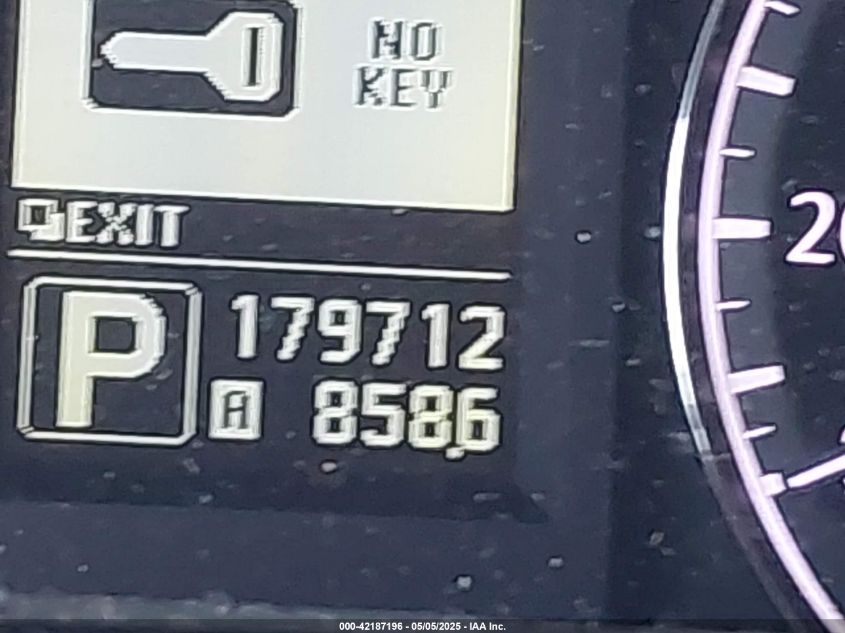 NO
KEY
EXIT
P
179712
A 858.6
20
000-42187196 - 05/05/2025 - IAA Inc.